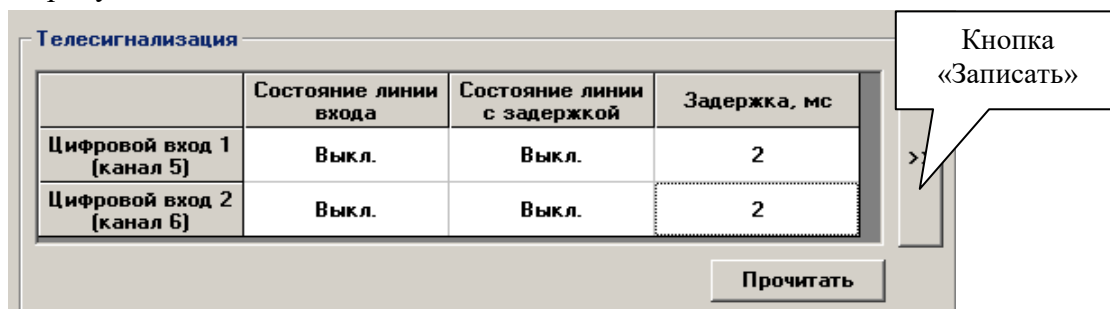 Телесигнализация
Кнопка
«Записать»
Состояние линии
входа
Состояние линии
с задержкой
Задержка, мс
Цифровой вход 1
(канал 5)
Выкл.
Выкл.
2
Цифровой вход 2
(канал 6)
Выкл.
Выкл.
2
Прочитать